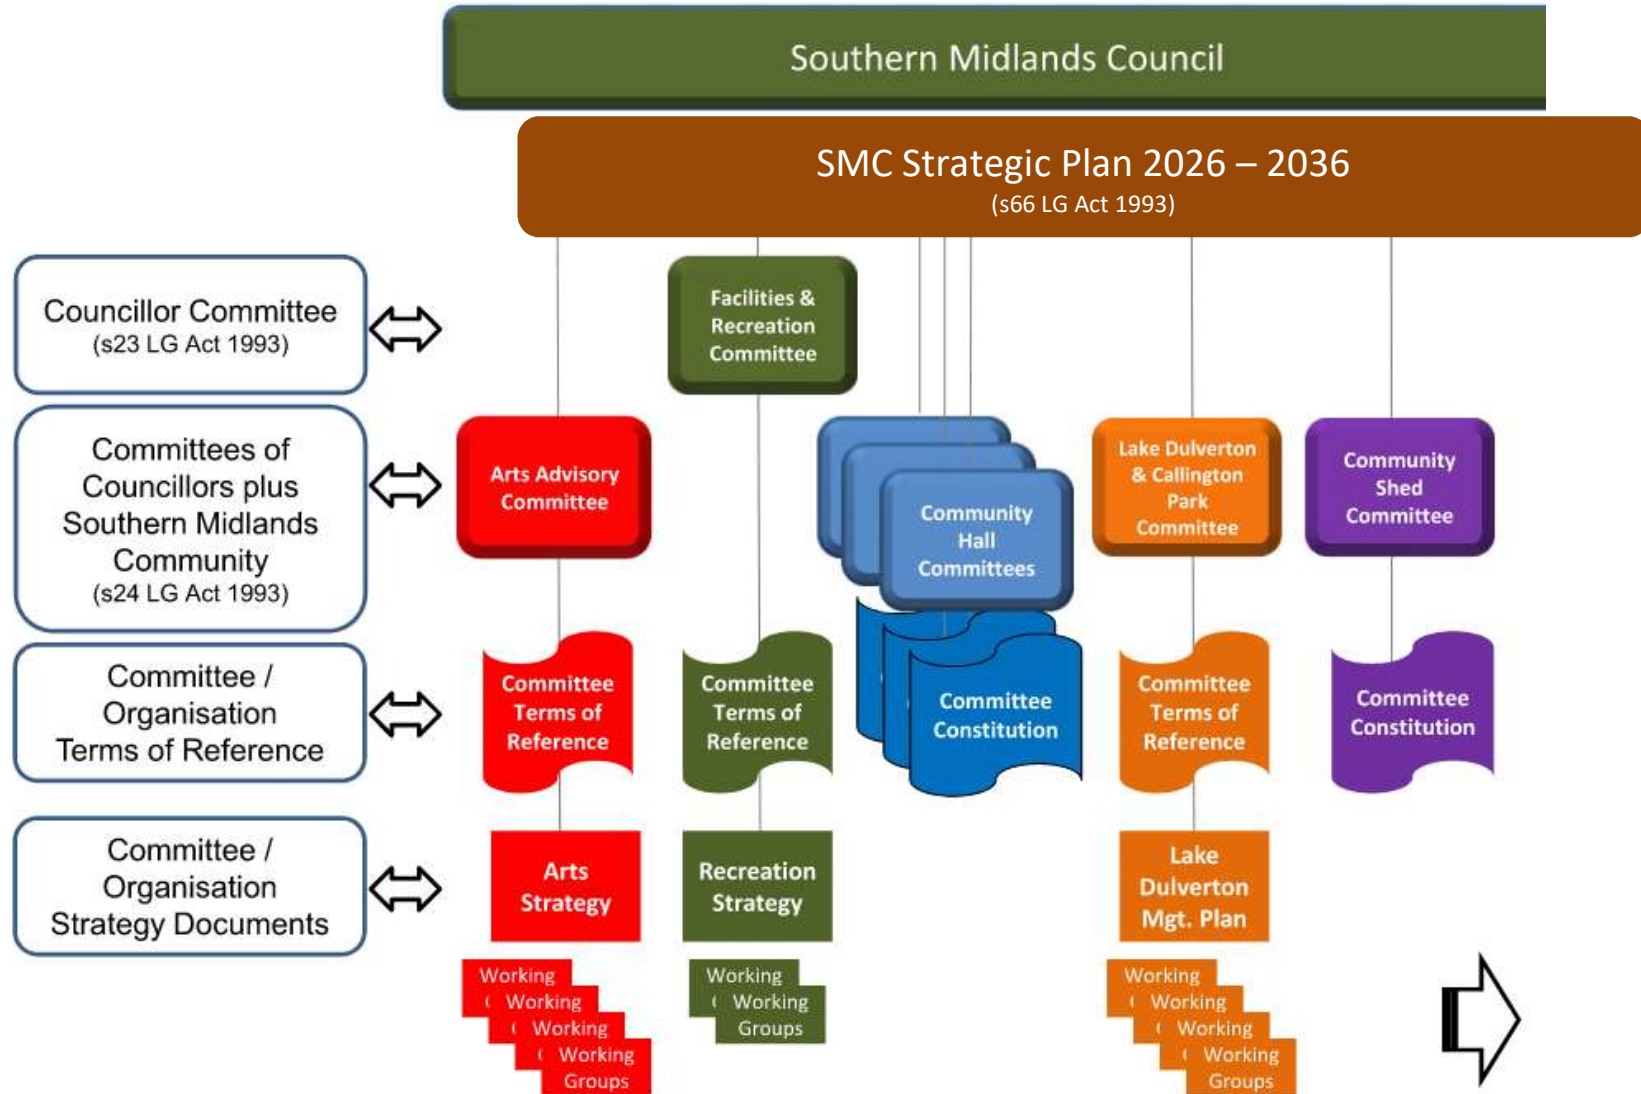 Southern Midlands Council
SMC Strategic Plan 2026 – 2036
(s66 LG Act 1993)
Councillor Committee
(s23 LG Act 1993)
Facilities &
Recreation
Committee
Committees of
Councillors plus
Southern Midlands
Community
(s24 LG Act 1993)
Arts Advisory
Committee
Community
Hall
Committees
Lake Dulverton
& Callington
Park
Committee
Community
Shed
Committee
Committee /
Organisation
Terms of Reference
Committee
Terms of
Reference
Committee
Terms of
Reference
Committee
Constitution
Committee
Terms of
Reference
Committee
Constitution
Committee /
Organisation
Strategy Documents
Arts
Strategy
Recreation
Strategy
Lake
Dulverton
Mgt. Plan
Working
Working
Working
Working
Groups
Working
Working
Groups
Working
Working
Working
Working
Groups